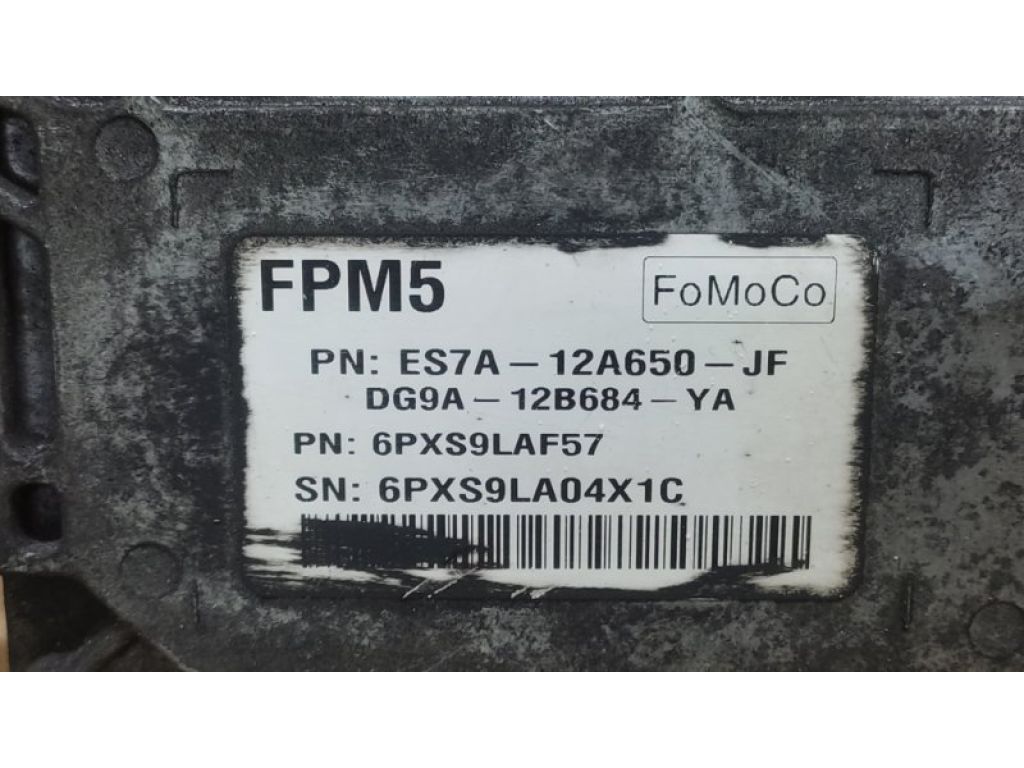 FPM5
FoMoCo
PN: ES7A-12A650-JF
DG9A-12B684-YA
PN: 6PXS9LAF57
SN: 6PXS9LA04X1C